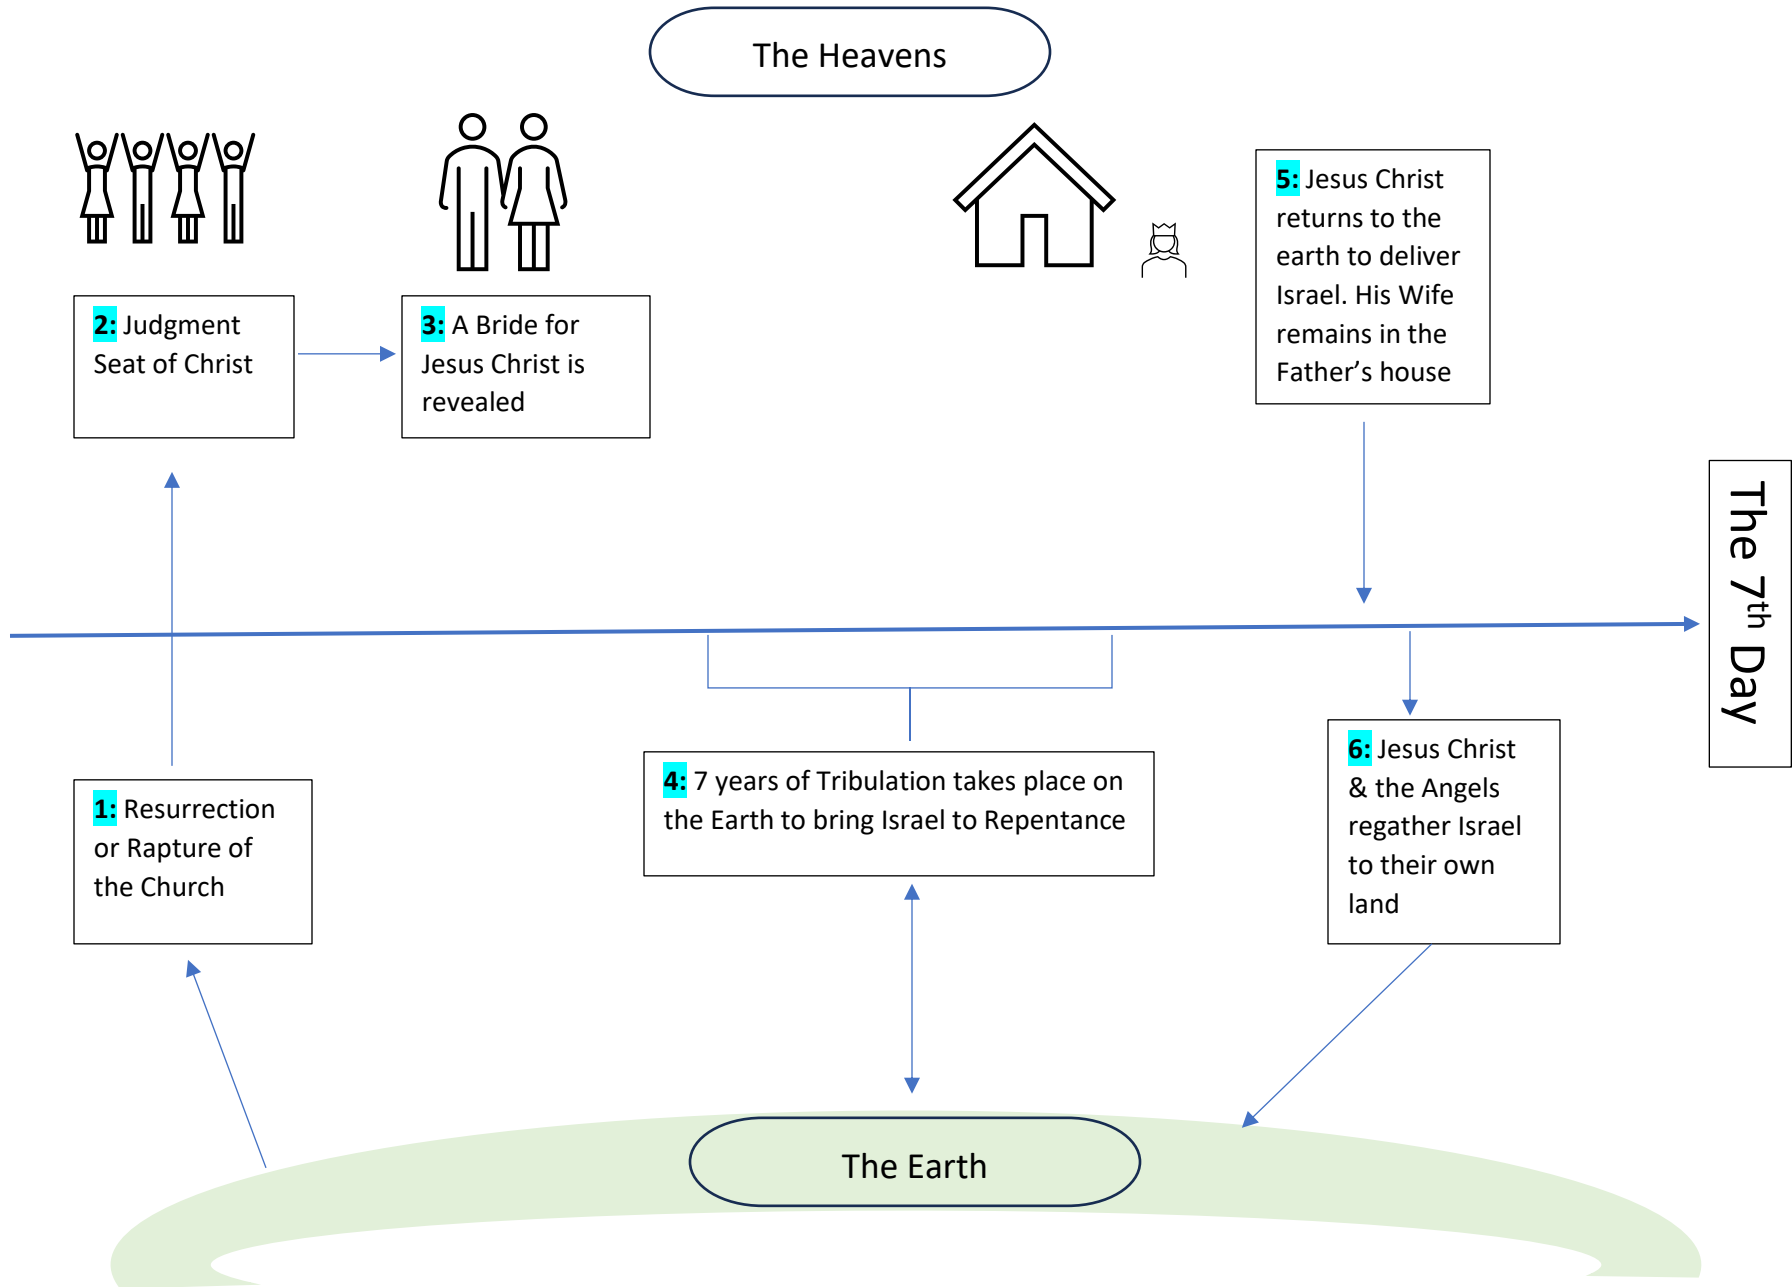 The Heavens
2: Judgment
Seat of Christ
3: A Bride for
Jesus Christ is
revealed
5: Jesus Christ
returns to the
earth to deliver
Israel. His Wife
remains in the
Father’s house
The 7th Day
1: Resurrection
or Rapture of
the Church
4: 7 years of Tribulation takes place on
the Earth to bring Israel to Repentance
6: Jesus Christ
& the Angels
regather Israel
to their own
land
The Earth